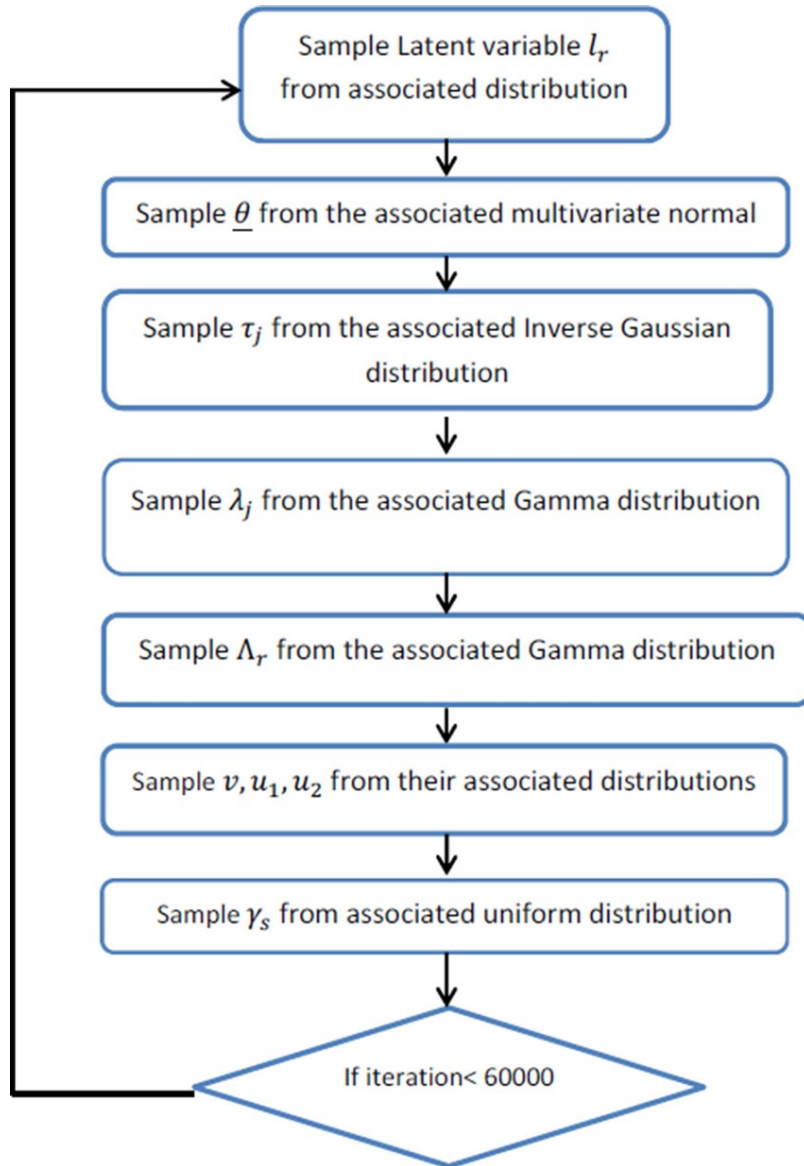 Sample Latent variable l_r
from associated distribution
Sample θ from the associated multivariate normal
Sample τ_j from the associated Inverse Gaussian
distribution
Sample λ_j from the associated Gamma distribution
Sample Λ_r from the associated Gamma distribution
Sample v, u_1, u_2 from their associated distributions
Sample γ_s from associated uniform distribution
If iteration< 60000